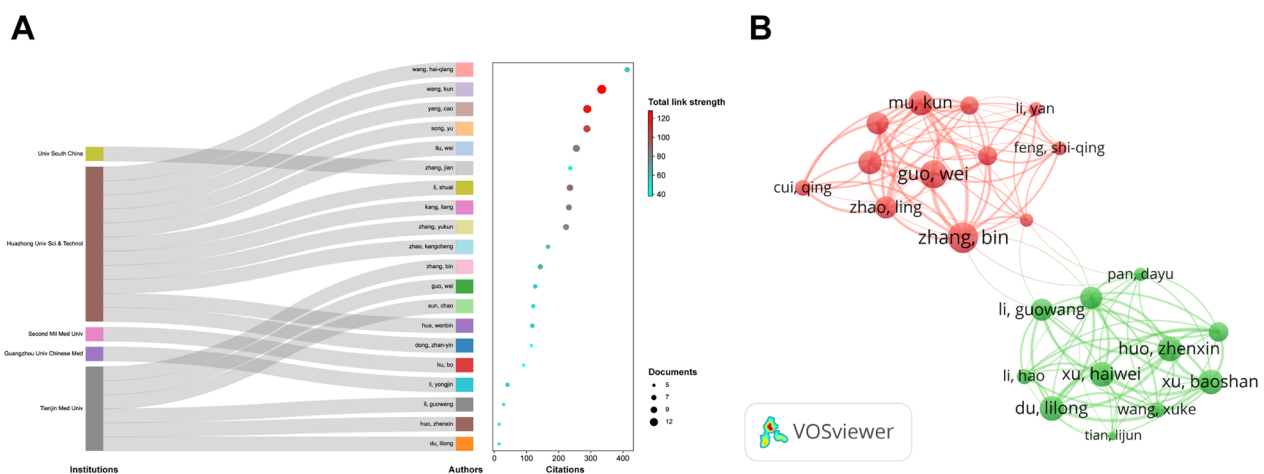 A
B
wang, hai-qiang
wang, kun
yang, cao
song, yu
liu, wei
zhang, jian
li, shuai
kang, liang
zhang, yukun
zhao, kangcheng
zhang, bin
guo, wei
sun, chao
hua, wenbin
dong, zhan-yin
hu, bo
li, yongjin
li, guowang
huo, zhenxin
du, lilong
Univ South China
Huazhong Univ Sci & Technol
Second Mil Med Univ
Guangzhou Univ Chinese Med
Tianjin Med Univ
Institutions
Authors
0 100 200 300 400
Citations
Total link strength
120
100
80
60
40
Documents
5
7
9
12
mu, kun
li, yan
feng, shi-qing
guo, wei
cui, qing
zhao, ling
zhang, bin
pan, dayu
li, guowang
huo, zhenxin
li, hao
xu, haiwei
xu, baoshan
du, lilong
wang, xuke
tian, lijun
VOSviewer